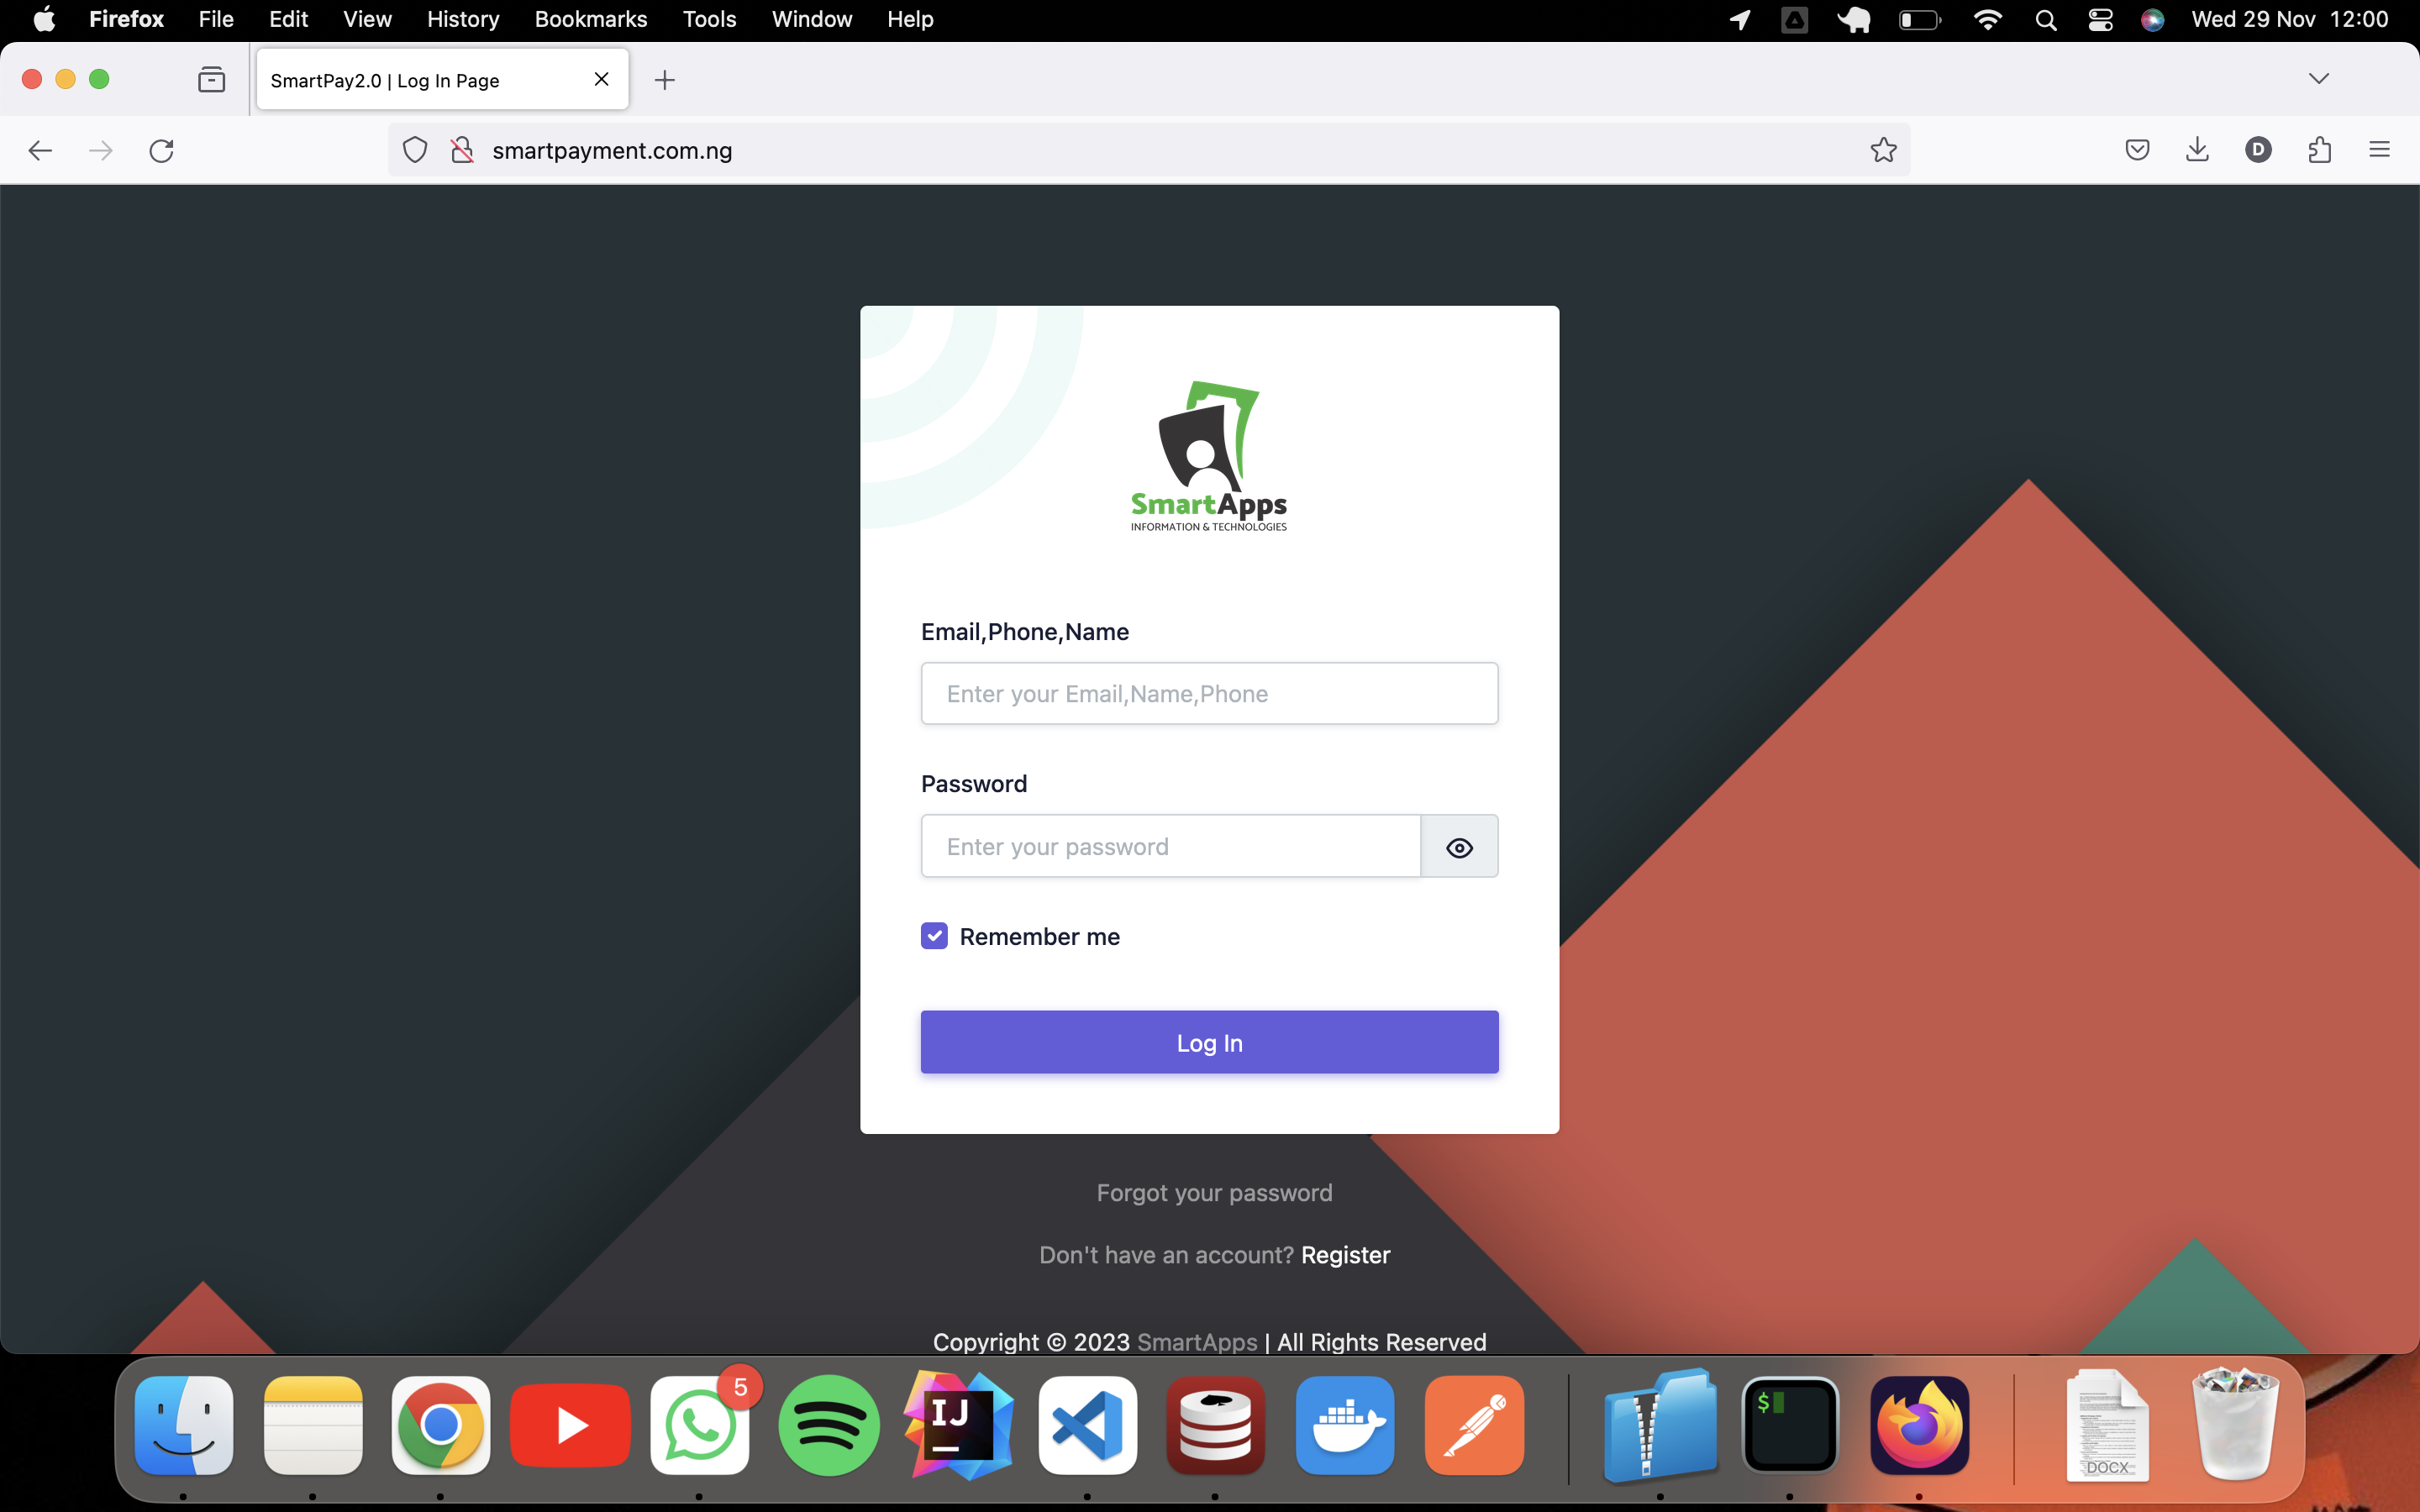 Firefox File Edit View History Bookmarks Tools Window Help Wed 29 Nov 12:00
SmartPay2.0 | Log In Page
D
smartpayment.com.ng
SmartApps
INFORMATION & TECHNOLOGIES
Email,Phone,Name
Enter your Email,Name,Phone
Password
Enter your password
Remember me
Log In
Forgot your password
Don't have an account? Register
Copyright © 2023 SmartApps | All Rights Reserved
5
IJ
$
DOCX